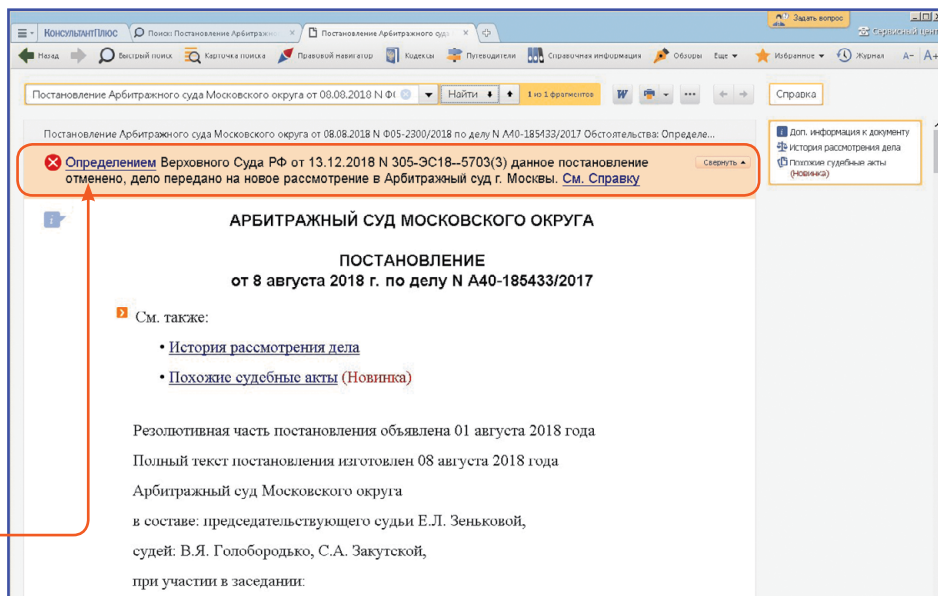 Задать вопрос
КонсультантПлюс
Поиск: Постановление Арбитражн
Постановление Арбитражного суда
Сервисный цент
Назад
Быстрый поиск
Карточка поиска
Правовой навигатор
Кодексы
Путеводители
Справочная информация
Обзоры
Еще
Избранное
Журнал
А- А+
Постановление Арбитражного суда Московского округа от 08.08.2018 N Ф(
Найти
1 из 1 фрагментов
W
...
Справка
Постановление Арбитражного суда Московского округа от 08.08.2018 N Ф05-2300/2018 по делу N А40-185433/2017 Обстоятельства: Определе...
Определением Верховного Суда РФ от 13.12.2018 N 305-ЭС18--5703(3) данное постановление
отменено, дело передано на новое рассмотрение в Арбитражный суд г. Москвы. См. Справку
Свернуть
i Доп. информация к документу
История рассмотрения дела
Похожие судебные акты
(Новинка)
i
АРБИТРАЖНЫЙ СУД МОСКОВСКОГО ОКРУГА
ПОСТАНОВЛЕНИЕ
от 8 августа 2018 г. по делу N А40-185433/2017
См. также:
• История рассмотрения дела
• Похожие судебные акты (Новинка)
Резолютивная часть постановления объявлена 01 августа 2018 года
Полный текст постановления изготовлен 08 августа 2018 года
Арбитражный суд Московского округа
в составе: председательствующего судьи Е.Л. Зеньковой,
судей: В.Я. Голобородько, С.А. Закутской,
при участии в заседании: